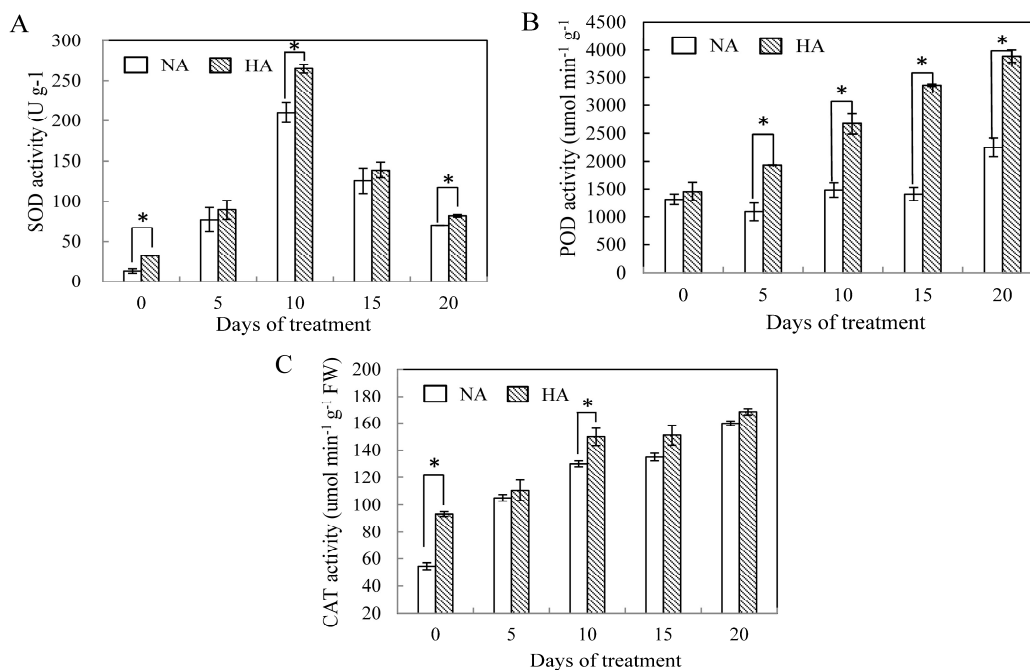 A
SOD activity (U g-1)
300
250
200
150
100
50
0
NA HA
*
*
*
0 5 10 15 20
Days of treatment
B
POD activity (umol min⁻¹ g⁻¹)
4500
4000
3500
3000
2500
2000
1500
1000
500
0
NA HA
*
*
*
*
0 5 10 15 20
Days of treatment
C
CAT activity (umol min⁻¹ g⁻¹ FW)
200
180
160
140
120
100
80
60
40
20
NA HA
*
*
0 5 10 15 20
Days of treatment